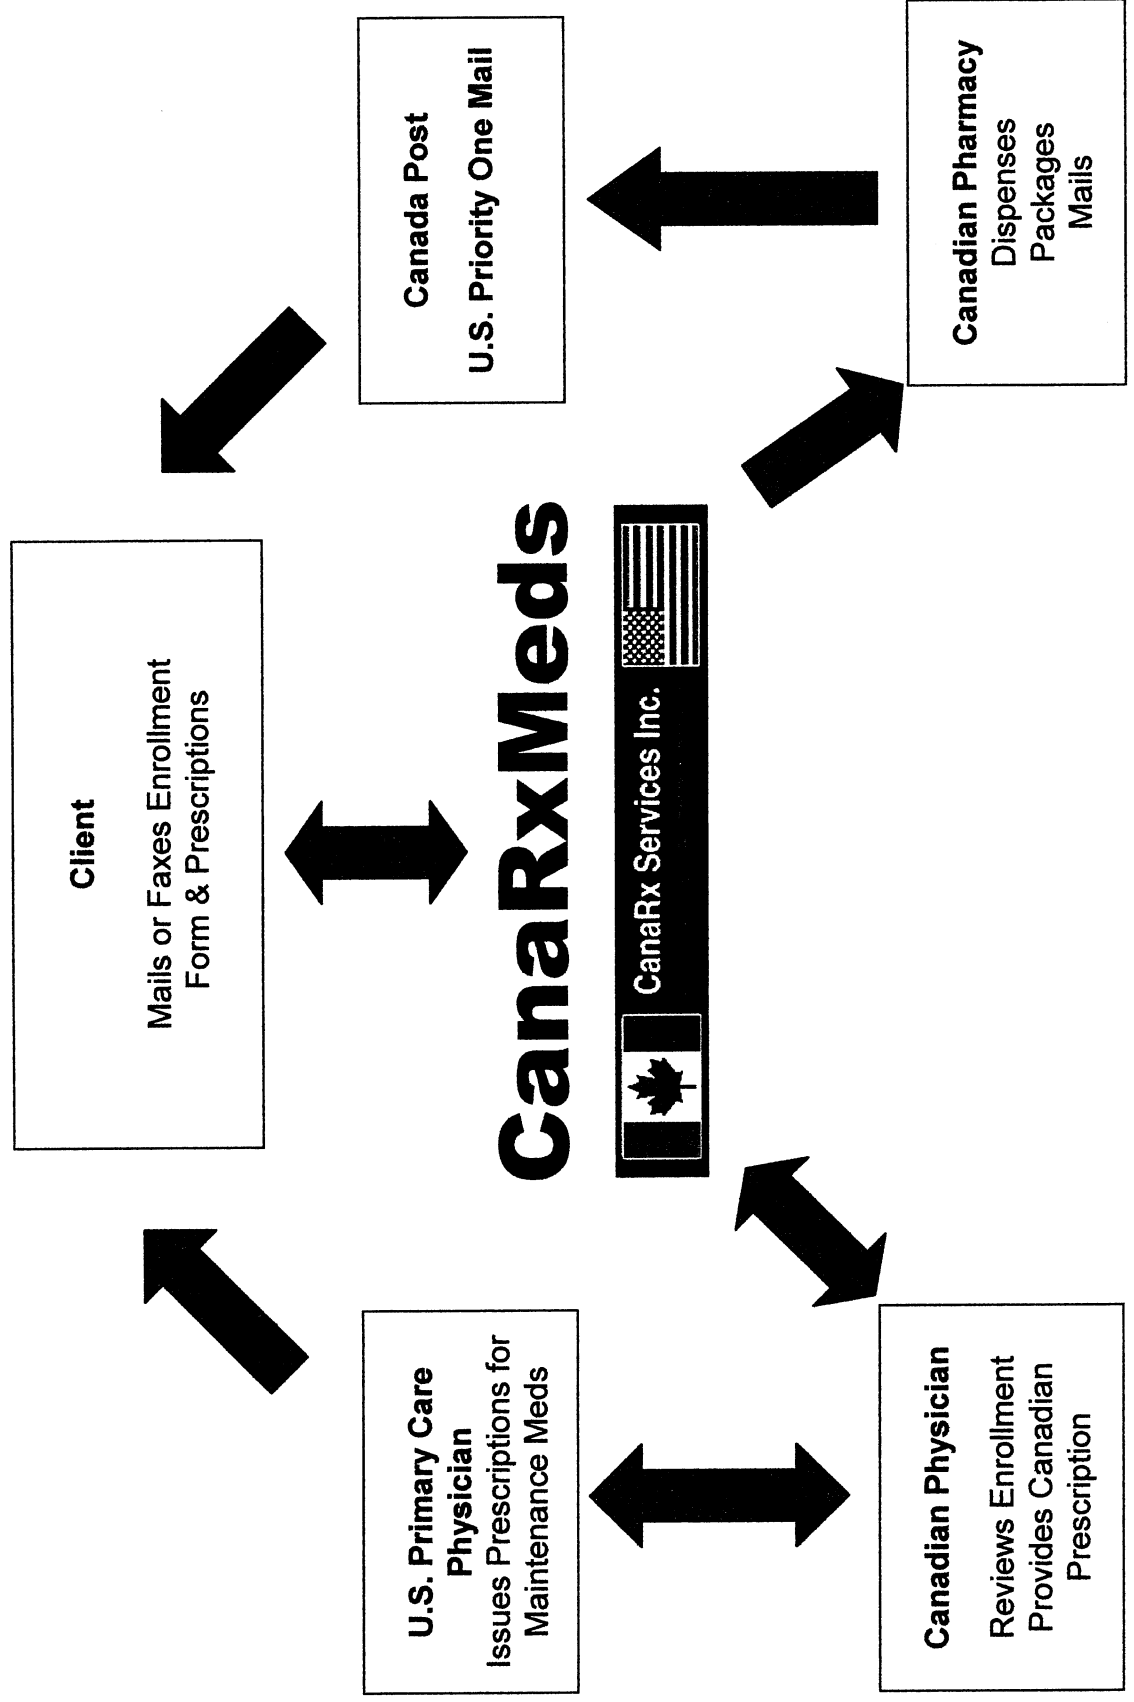 Client
Mails or Faxes Enrollment
Form & Prescriptions
U.S. Primary Care
Physician
Issues Prescriptions for
Maintenance Meds
Canada Post
U.S. Priority One Mail
CanaRxMeds
CanaRx Services Inc.
Canadian Physician
Reviews Enrollment
Provides Canadian
Prescription
Canadian Pharmacy
Dispenses
Packages
Mails